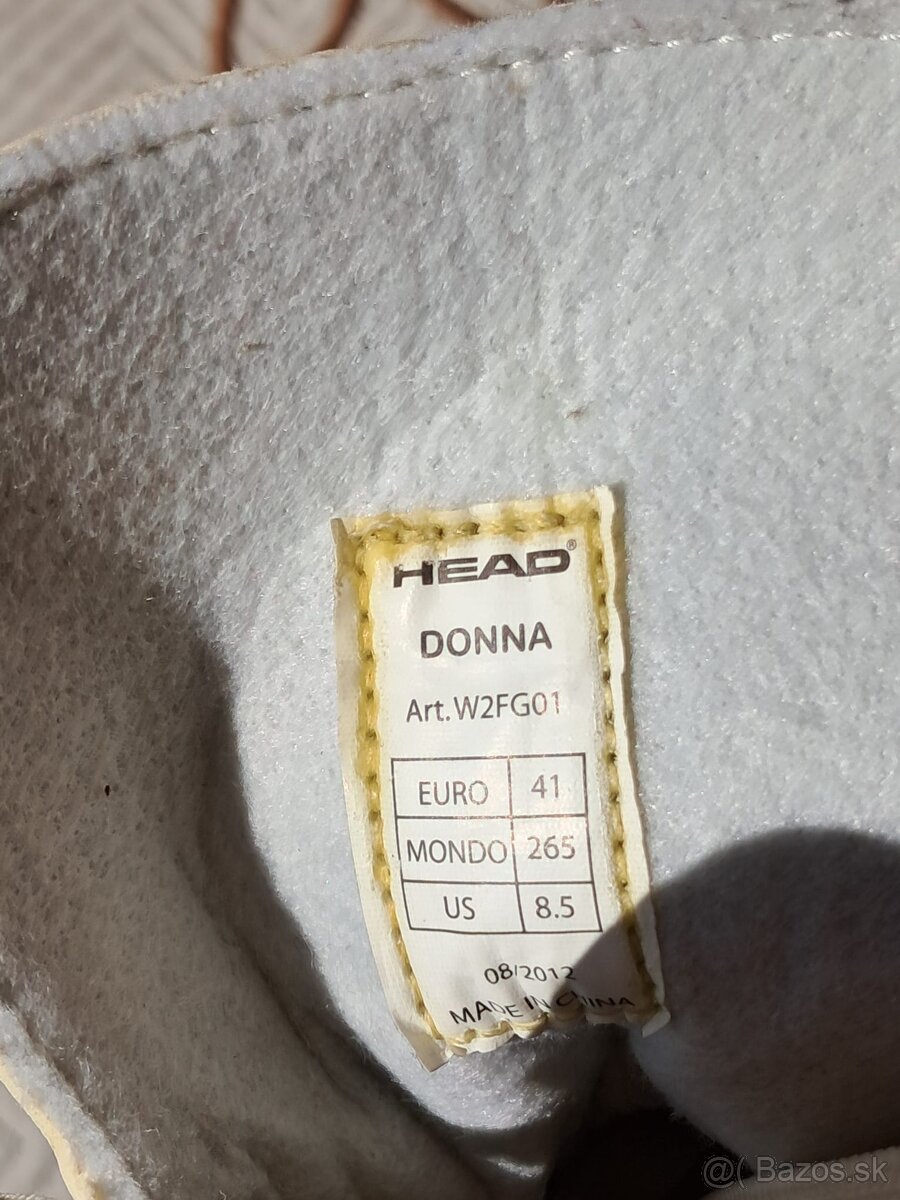 HEAD®
DONNA
Art.W2FG01
EURO 41
MONDO 265
US 8.5
08/2012
MADE IN CHINA
@( Bazos.sk